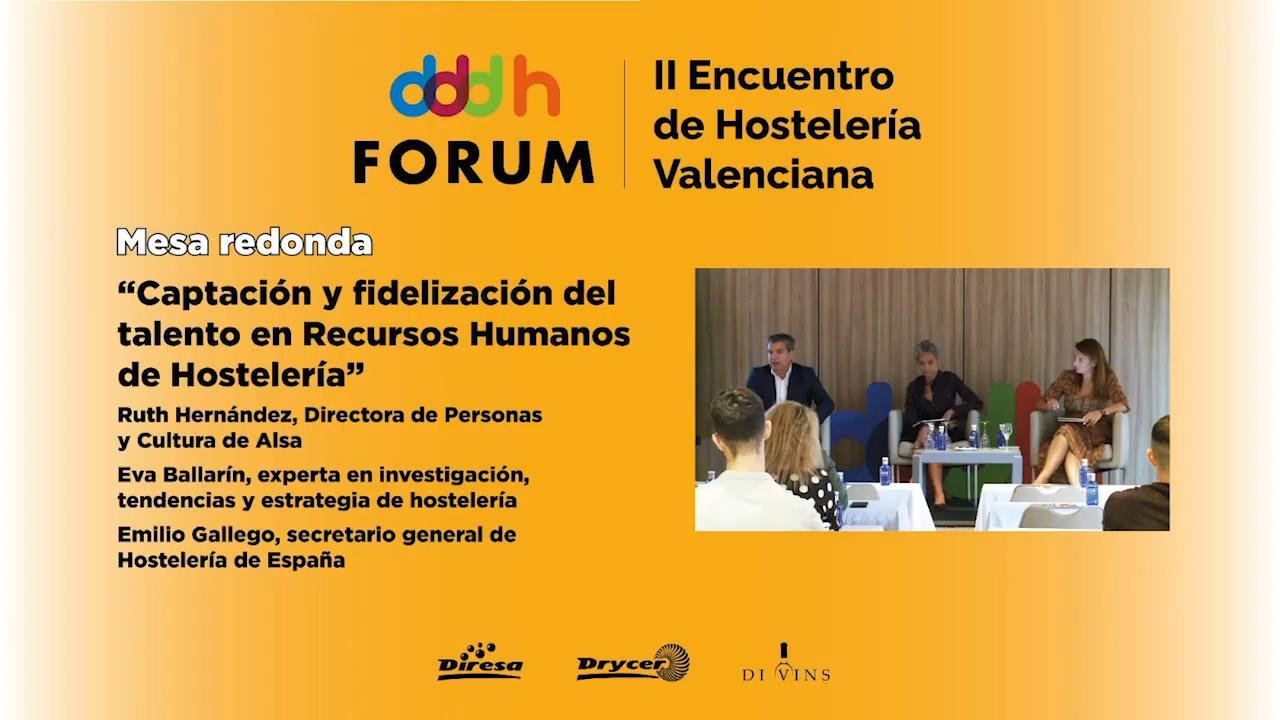 dddh
FORUM
II Encuentro
de Hostelería
Valenciana
Mesa redonda
“Captación y fidelización del
talento en Recursos Humanos
de Hostelería”
Ruth Hernández, Directora de Personas
y Cultura de Alsa
Eva Ballarín, experta en investigación,
tendencias y estrategia de hostelería
Emilio Gallego, secretario general de
Hostelería de España
Diresa
Drycer
DI VINS